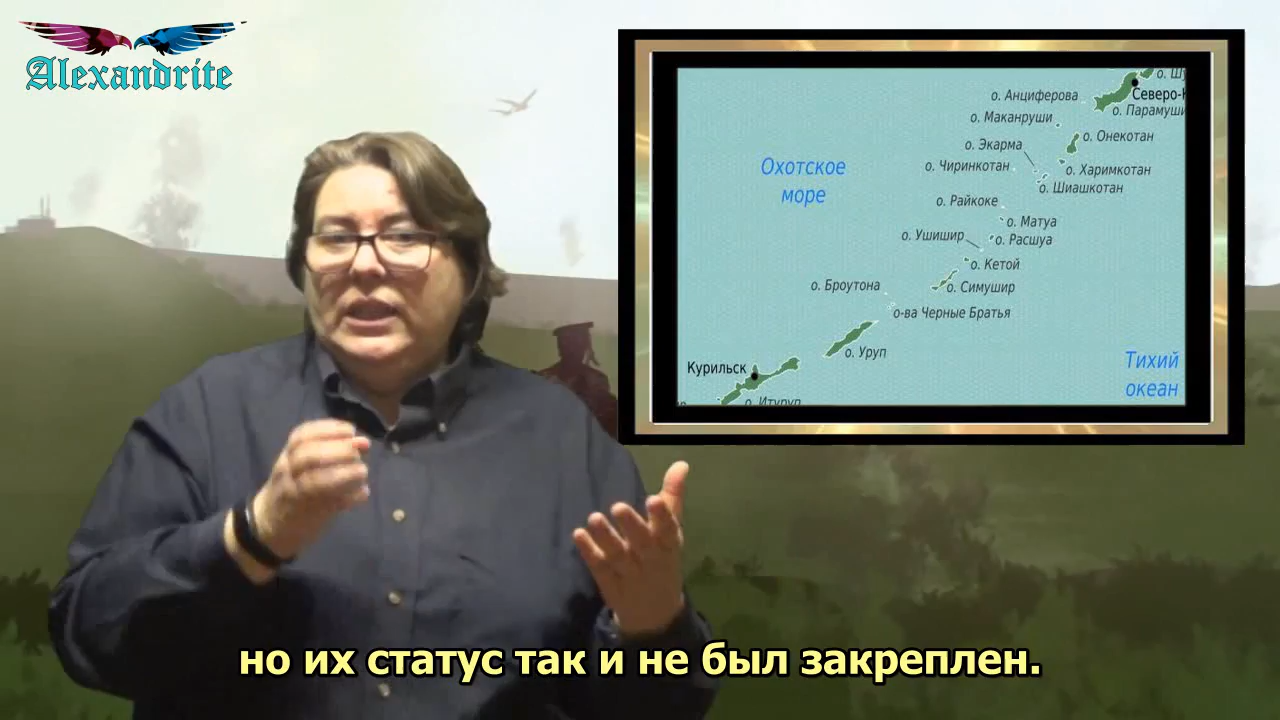 Alexandrite
о. Анциферова
Северо-К
о. Парамуши
о. Маканруши
о. Онекотан
о. Экарма
о. Харимкотан
о. Чиринкотан
о. Шиашкотан
Охотское
море
о. Райкоке
о. Матуа
о. Ушишир
о. Расшуа
о. Кетой
о. Броутона
о. Симушир
о-ва Черные Братья
о. Уруп
Курильск
о. Итуруп
Тихий
океан
но их статус так и не был закреплен.